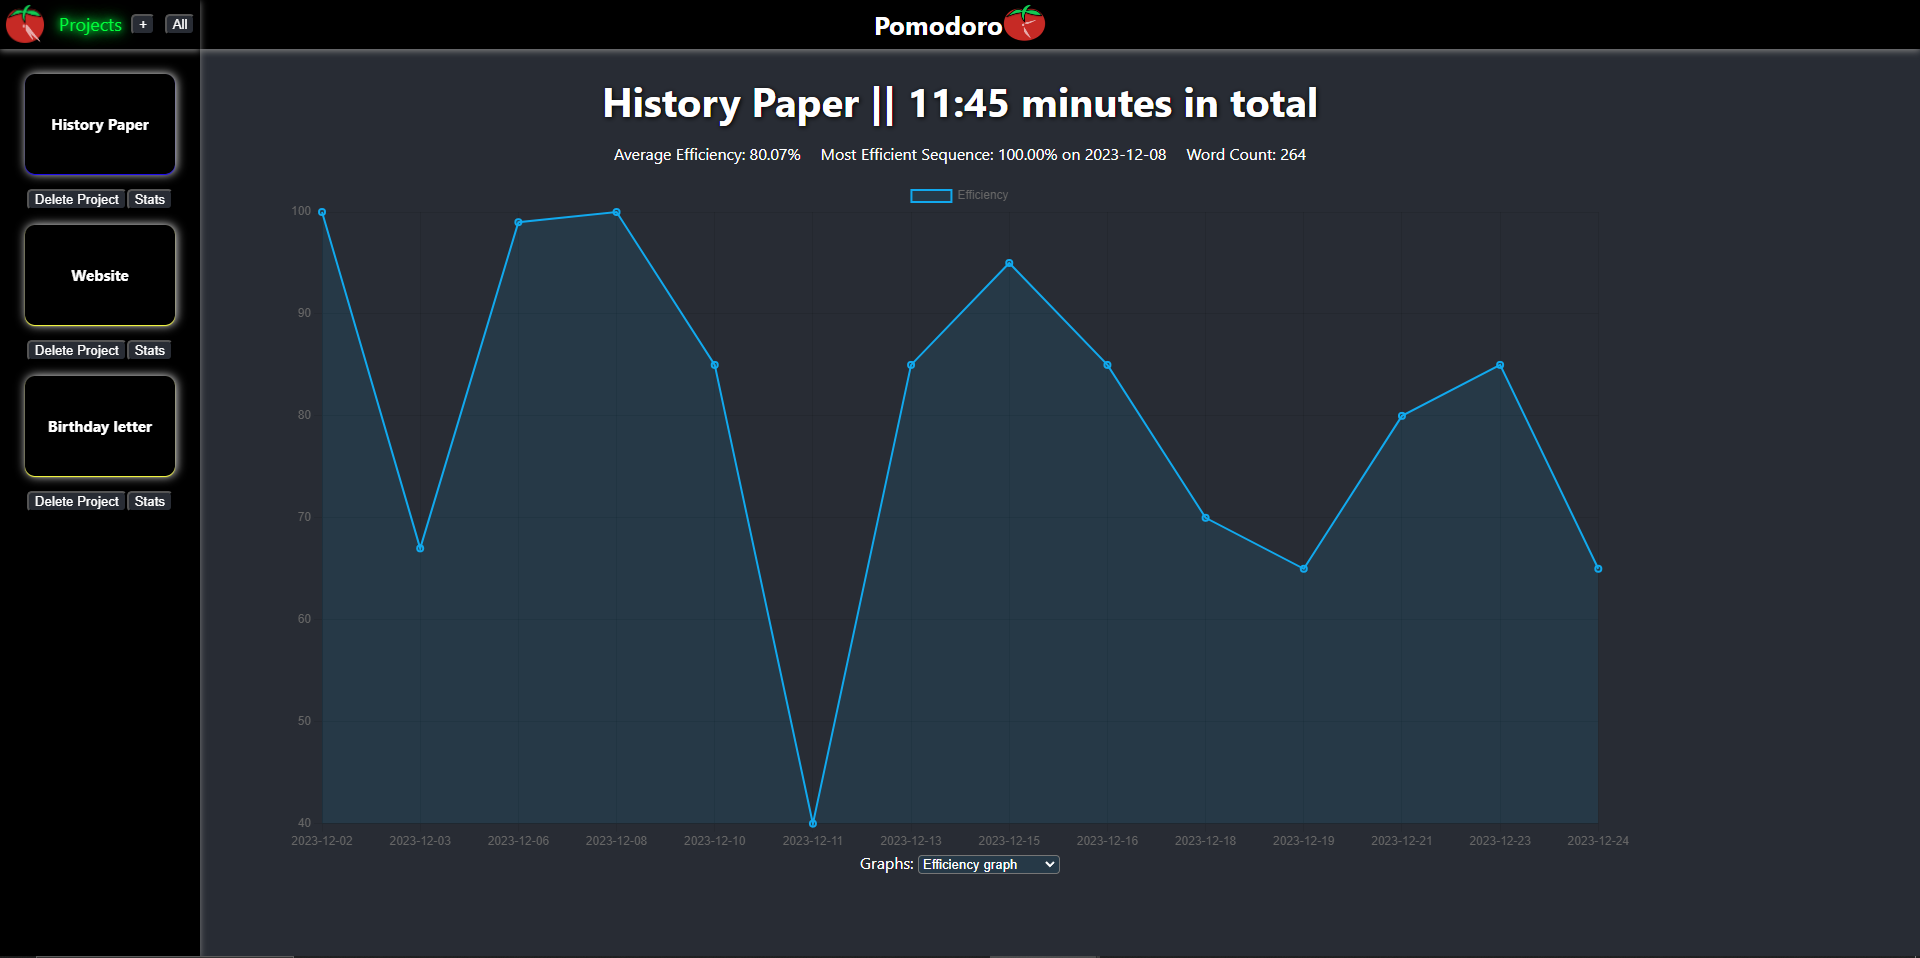 Projects + All
Pomodoro
History Paper
Delete Project Stats
Website
Delete Project Stats
Birthday letter
Delete Project Stats
History Paper || 11:45 minutes in total
Average Efficiency: 80.07% Most Efficient Sequence: 100.00% on 2023-12-08 Word Count: 264
Efficiency
100
90
80
70
60
50
40
2023-12-02 2023-12-03 2023-12-06 2023-12-08 2023-12-10 2023-12-11 2023-12-13 2023-12-15 2023-12-16 2023-12-18 2023-12-19 2023-12-21 2023-12-23 2023-12-24
Graphs: Efficiency graph